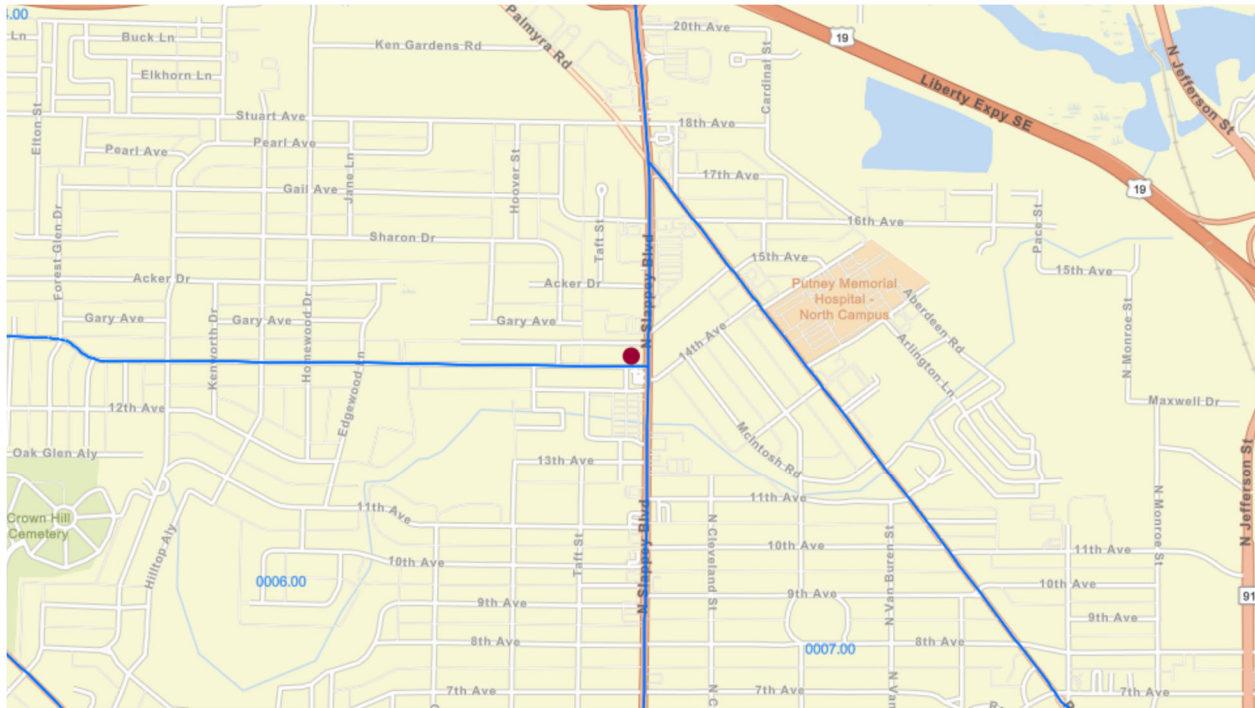 4.00
Ln
Buck Ln
Elkhorn Ln
Elton St
Ken Gardens Rd
Palmyra Rd
20th Ave
Cardinal St
19
Liberty Expy SE
N Jefferson St
Stuart Ave
18th Ave
Pearl Ave
Pearl Ave
Jane Ln
Hoover St
17th Ave
19
Gail Ave
Forest Glen Dr
Taft St
16th Ave
Pace St
Sharon Dr
N Slappey Blvd
15th Ave
15th Ave
Acker Dr
Acker Dr
Putney Memorial
Hospital -
North Campus
Aberdeen Rd
Gary Ave
Gary Ave
Gary Ave
Kenworth Dr
Homewood Dr
Edgewood Ln
14th Ave
Arlington Ln
N Monroe St
12th Ave
Maxwell Dr
Oak Glen Aly
13th Ave
McIntosh Rd
N Jefferson St
Crown Hill
Cemetery
Hilltop Aly
11th Ave
11th Ave
N Slappey Blvd
N Cleveland St
N Monroe St
10th Ave
Taft St
10th Ave
N Van Buren St
11th Ave
0006.00
10th Ave
91
9th Ave
9th Ave
9th Ave
8th Ave
0007.00
8th Ave
7th Ave
N C
7th Ave
N Van
7th Ave